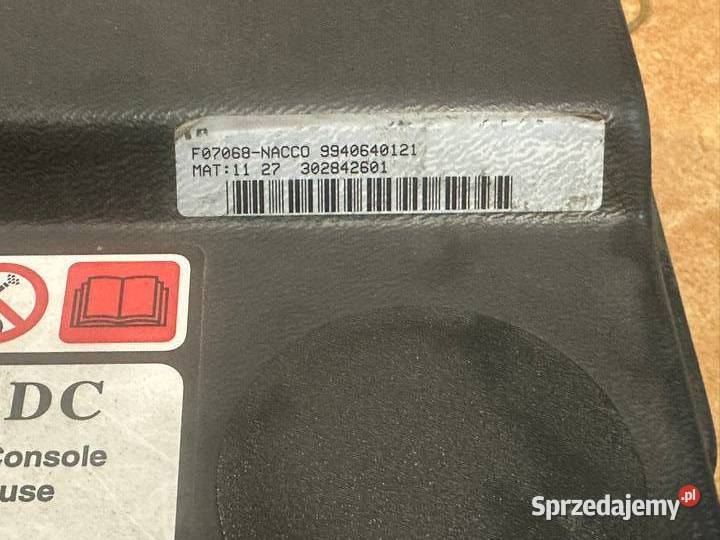 F07068-NACCO 9940640121
MAT:11 27 302842601
DC
Console
use
Sprzedajemy.pl